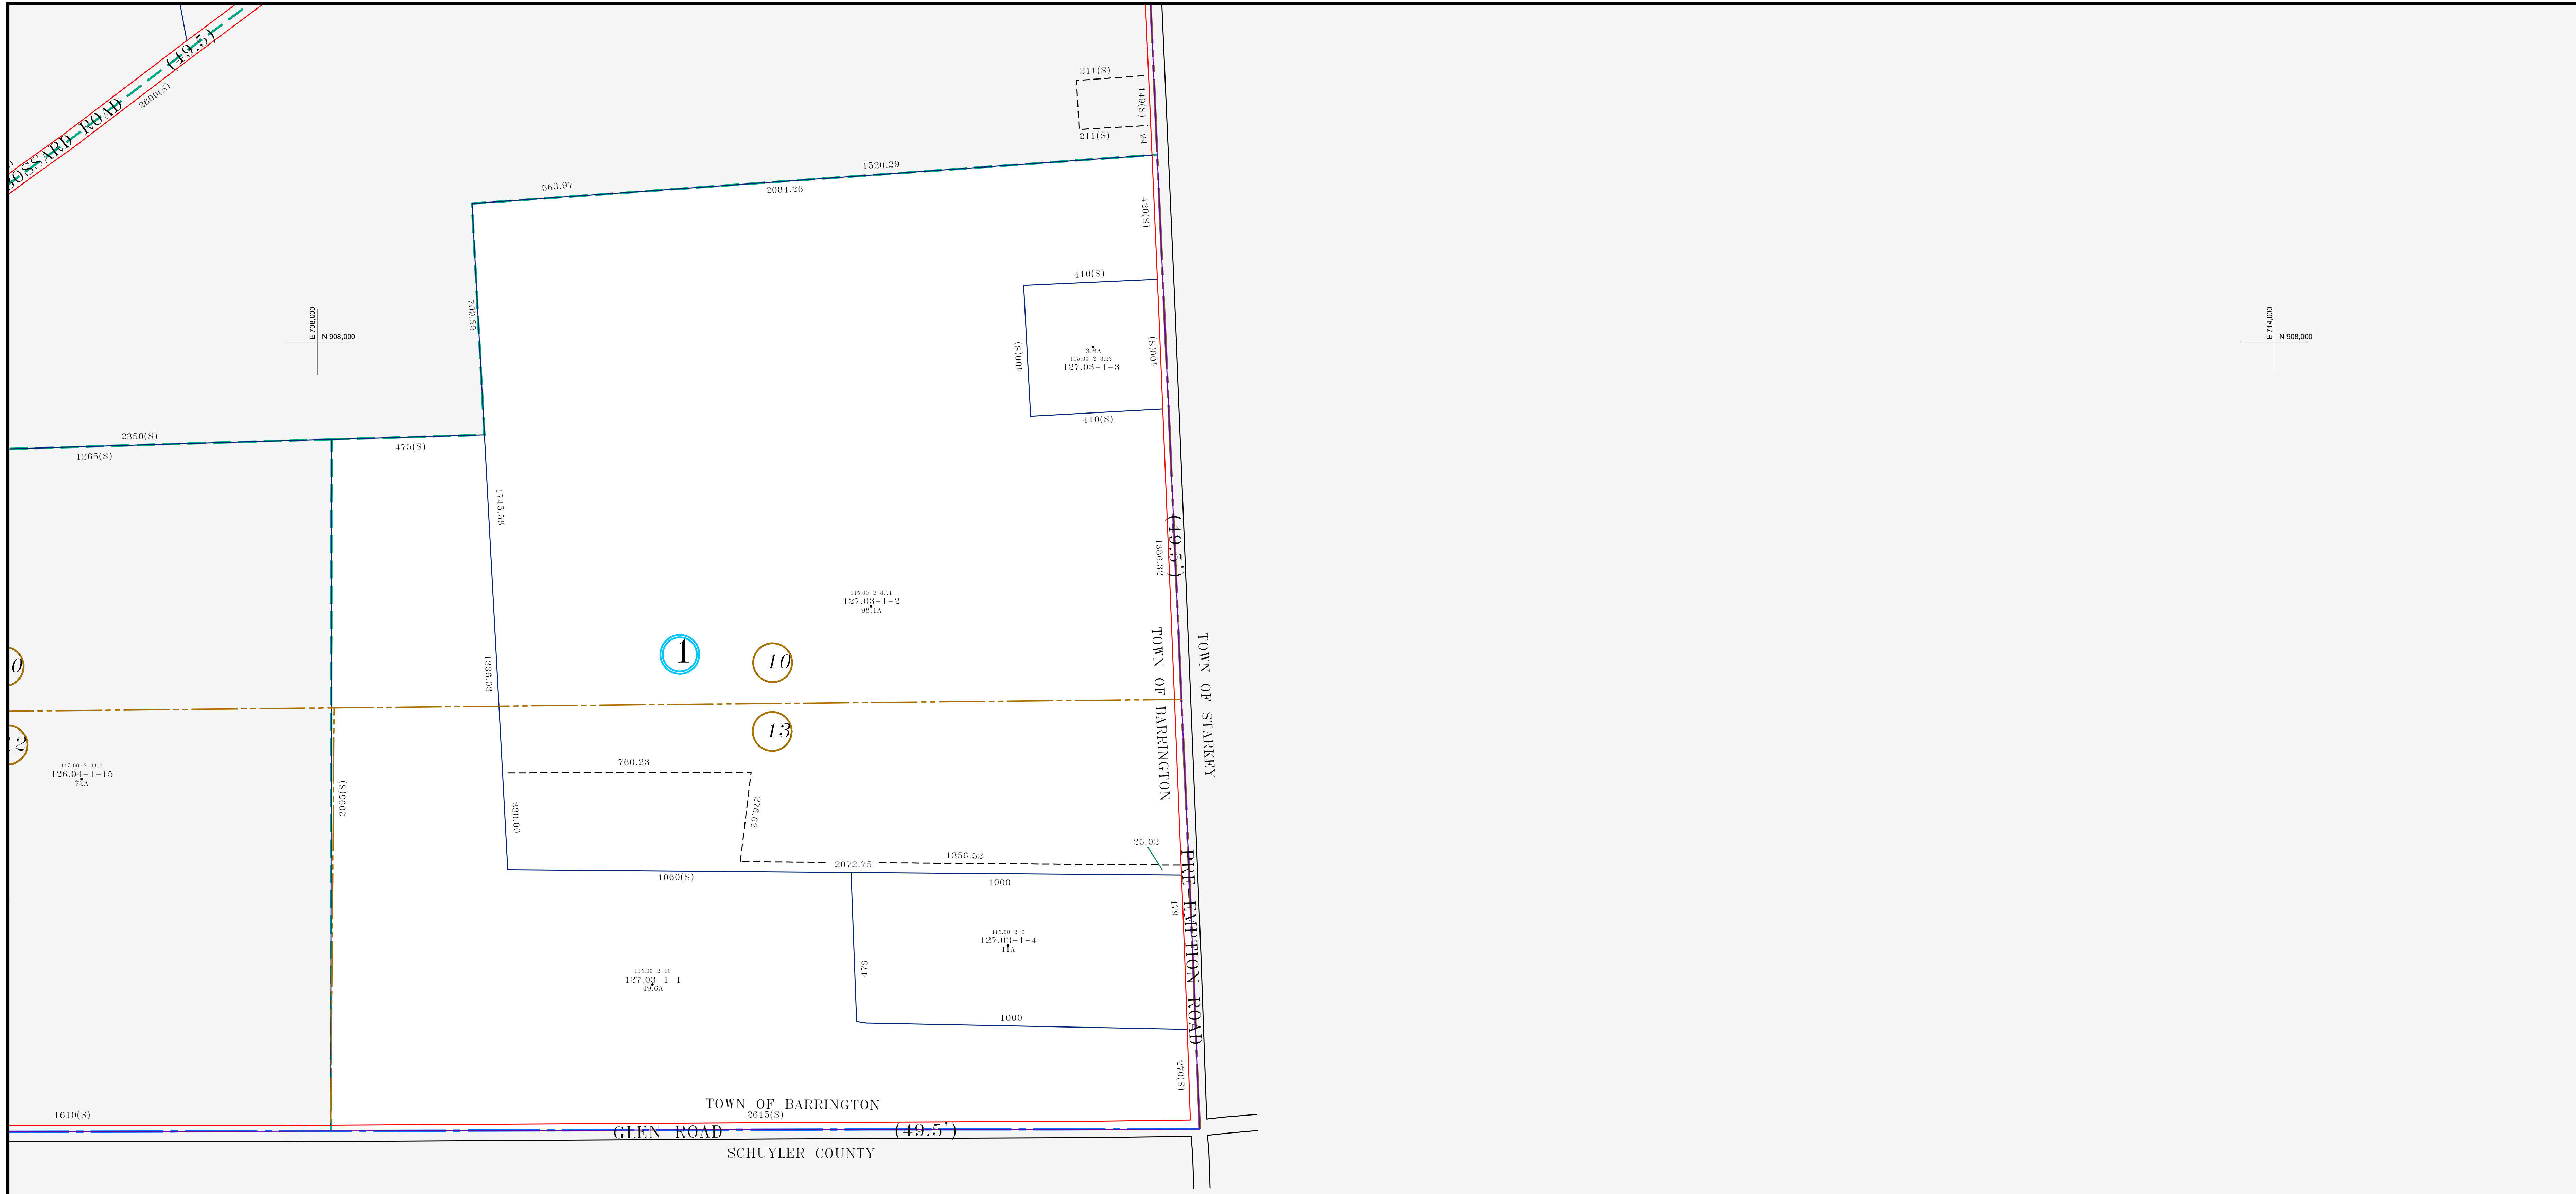 (49.5')
2800(S)
211(S)
149(S)
211(S)
94
1520.29
563.97
2084.26
420(S)
410(S)
709.55
E 708,000
N 908,000
E 714,000
N 908,000
400(S)
3.8A
115.00-2-8.22
127.03-1-3
400(S)
410(S)
2350(S)
1265(S)
475(S)
1745.58
(49.5')
1386.32
115.00-2-8.21
127.03-1-2
98.1A
1
10
1336.03
TOWN OF BARRINGTON
TOWN OF STARKEY
13
115.00-2-11.1
126.04-1-15
72A
2095(S)
760.23
276.62
330.00
25.02
1356.52
2072.75
1060(S)
1000
PRE-EMPTION ROAD
479
115.00-2-9
127.03-1-4
11A
479
115.00-2-10
127.03-1-1
49.6A
1000
270(S)
TOWN OF BARRINGTON
1610(S)
2615(S)
GLEN ROAD
(49.5')
SCHUYLER COUNTY